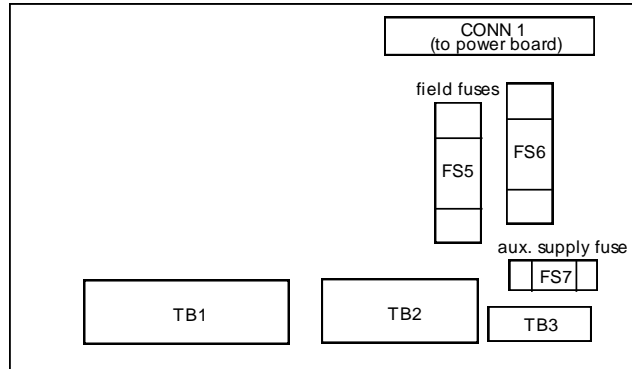 CONN 1
(to power board)
field fuses
FS5
FS6
aux. supply fuse
FS7
TB1
TB2
TB3